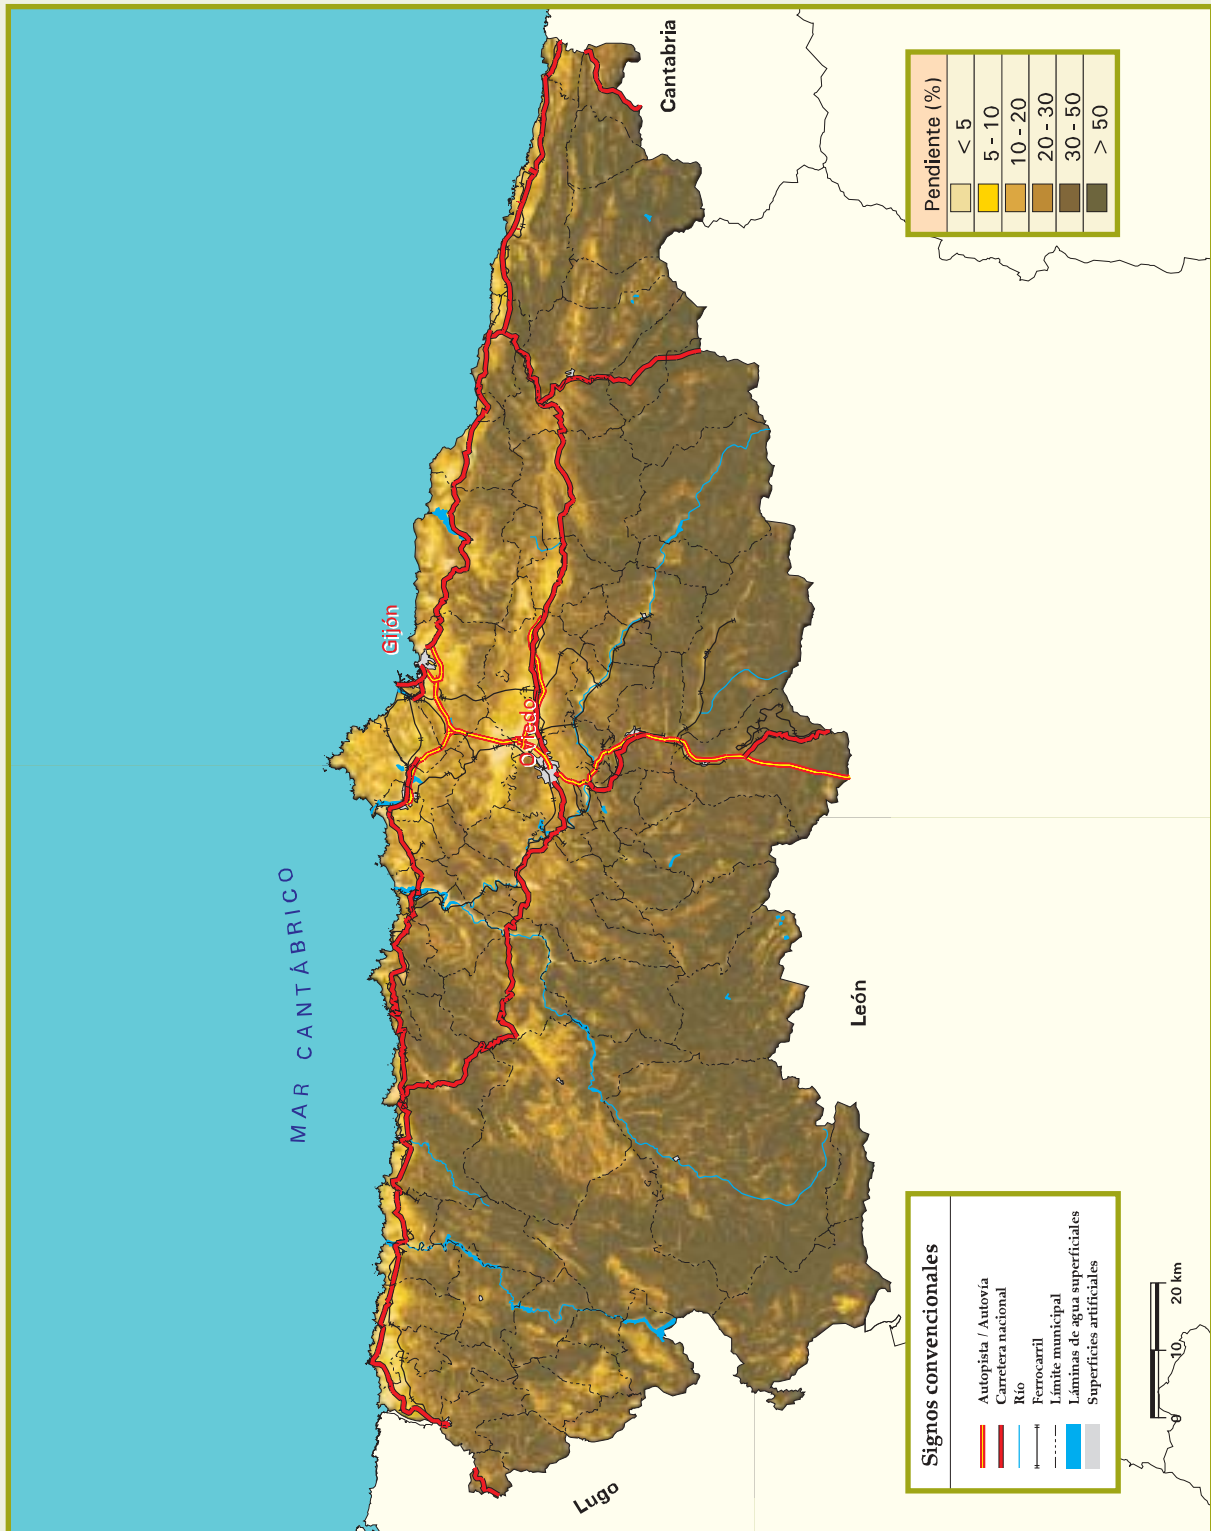 MAR CANTÁBRICO
Gijón
Oviedo
Cantabria
León
Lugo
Pendiente (%)
< 5
5 - 10
10 - 20
20 - 30
30 - 50
> 50
Signos convencionales
Autopista / Autovía
Carretera nacional
Río
Ferrocarril
Límite municipal
Láminas de agua superficiales
Superficies artificiales
0 10 20 km